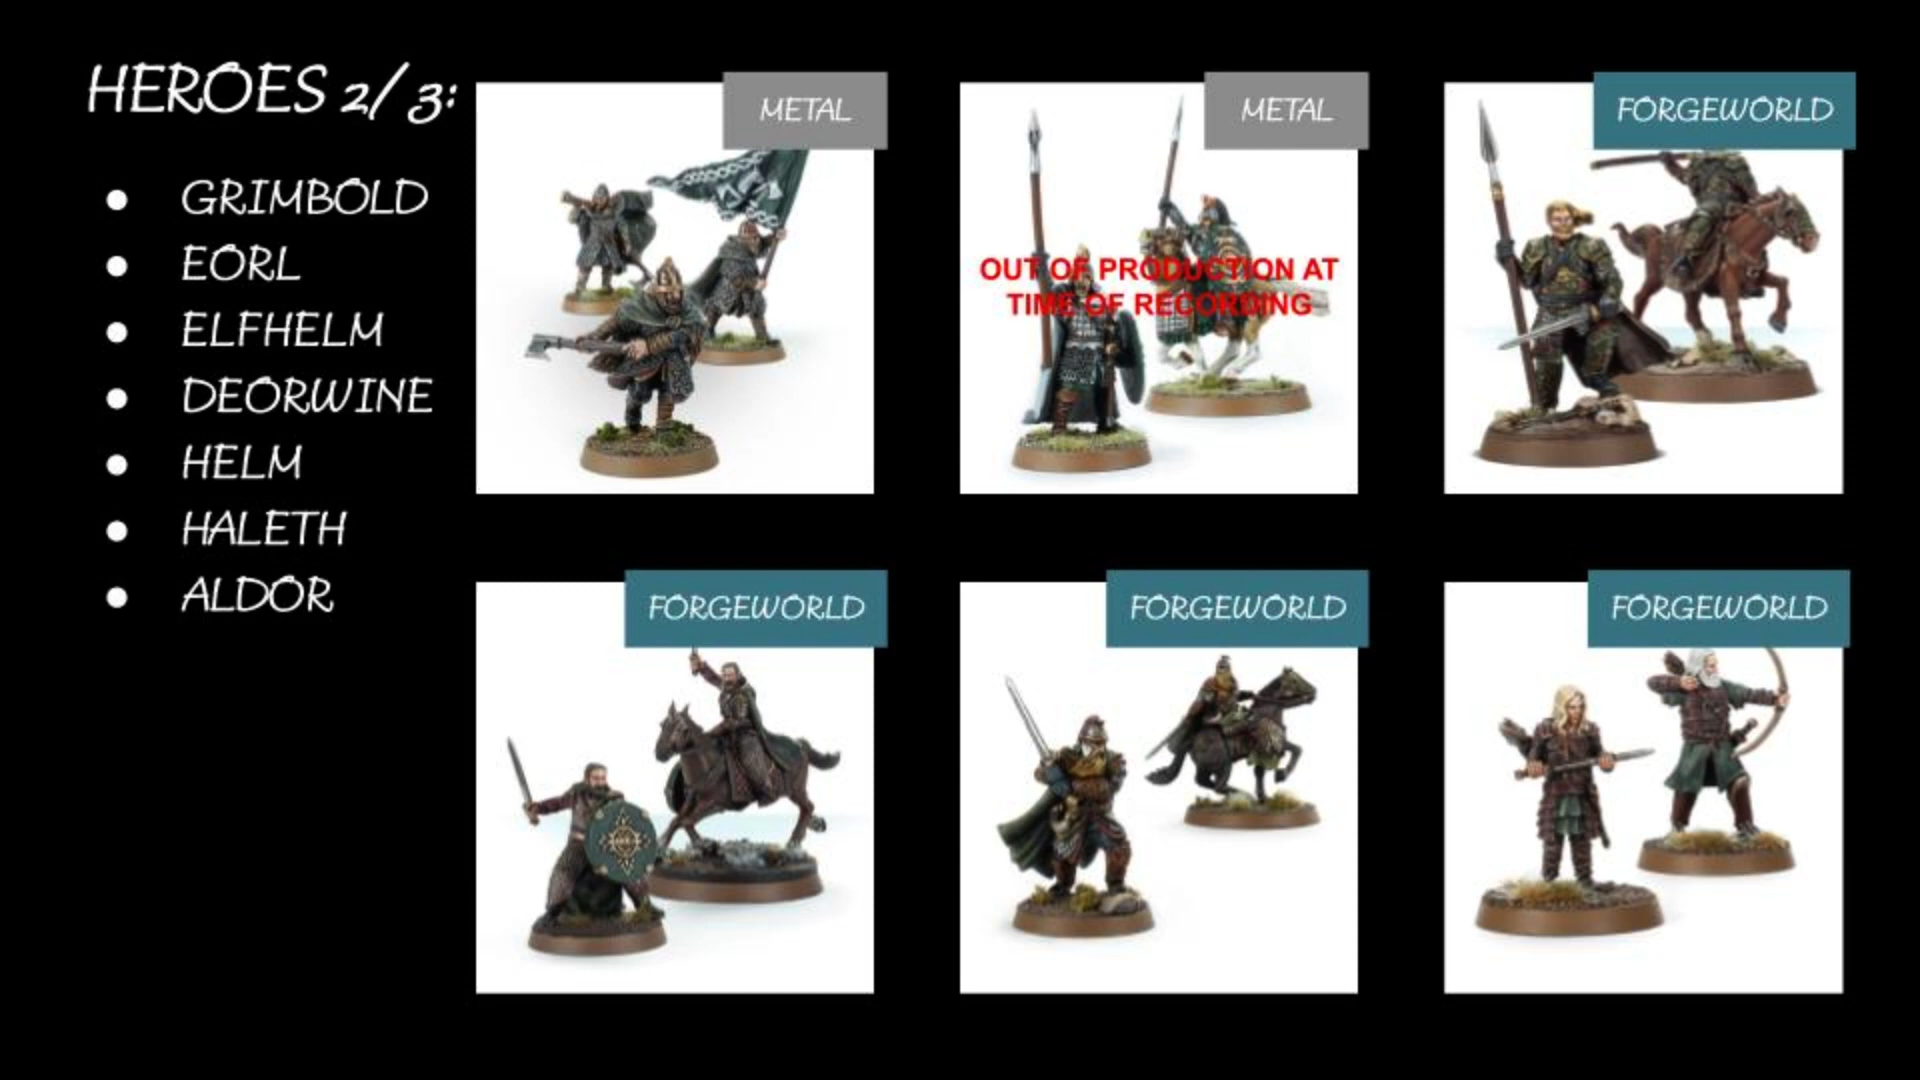 HEROES 2/3:
GRIMBOLD
EORL
ELFHELM
DEORWINE
HELM
HALETH
ALDOR
METAL
METAL
OUT OF PRODUCTION AT
TIME OF RECORDING
FORGEWORLD
FORGEWORLD
FORGEWORLD
FORGEWORLD